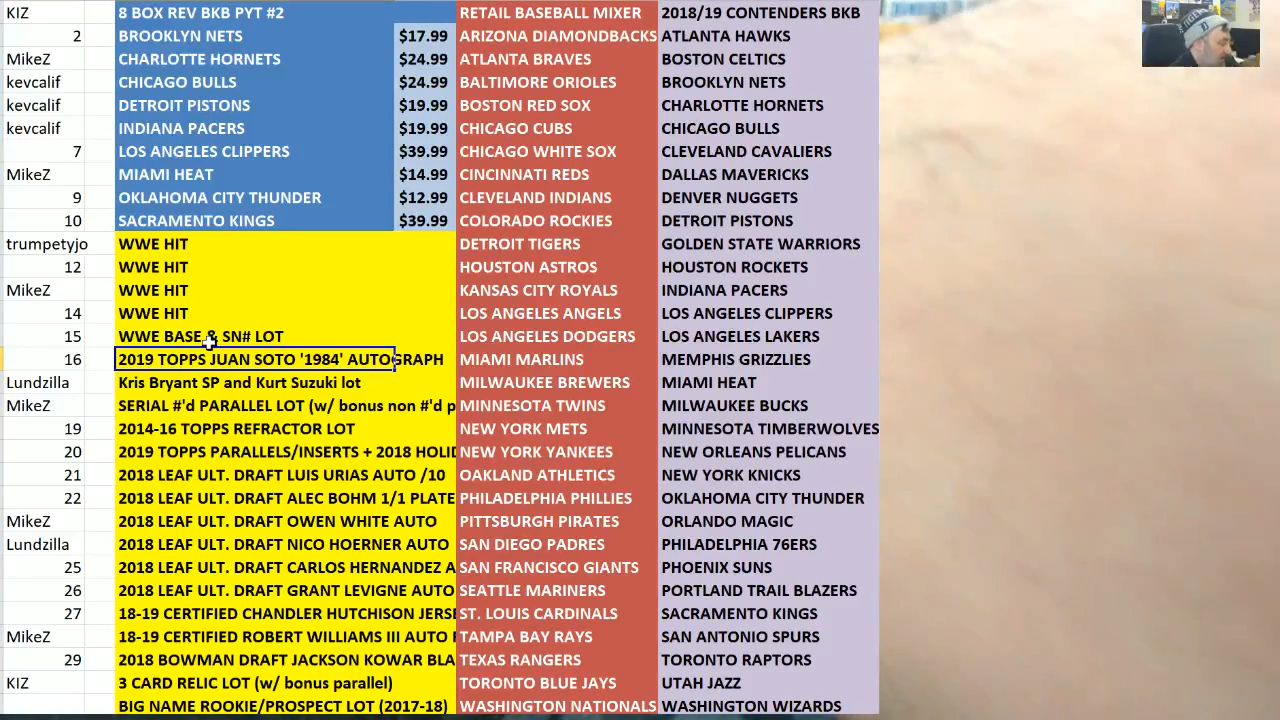 KIZ 8 BOX REV BKB PYT #2 RETAIL BASEBALL MIXER 2018/19 CONTENDERS BKB
2 BROOKLYN NETS $17.99 ARIZONA DIAMONDBACKS ATLANTA HAWKS
MikeZ CHARLOTTE HORNETS $24.99 ATLANTA BRAVES BOSTON CELTICS
kevcalif CHICAGO BULLS $24.99 BALTIMORE ORIOLES BROOKLYN NETS
kevcalif DETROIT PISTONS $19.99 BOSTON RED SOX CHARLOTTE HORNETS
kevcalif INDIANA PACERS $19.99 CHICAGO CUBS CHICAGO BULLS
7 LOS ANGELES CLIPPERS $39.99 CHICAGO WHITE SOX CLEVELAND CAVALIERS
MikeZ MIAMI HEAT $14.99 CINCINNATI REDS DALLAS MAVERICKS
9 OKLAHOMA CITY THUNDER $12.99 CLEVELAND INDIANS DENVER NUGGETS
10 SACRAMENTO KINGS $39.99 COLORADO ROCKIES DETROIT PISTONS
trumpetyjo WWE HIT DETROIT TIGERS GOLDEN STATE WARRIORS
12 WWE HIT HOUSTON ASTROS HOUSTON ROCKETS
MikeZ WWE HIT KANSAS CITY ROYALS INDIANA PACERS
14 WWE HIT LOS ANGELES ANGELS LOS ANGELES CLIPPERS
15 WWE BASE & SN# LOT LOS ANGELES DODGERS LOS ANGELES LAKERS
16 2019 TOPPS JUAN SOTO '1984' AUTOGRAPH MIAMI MARLINS MEMPHIS GRIZZLIES
Lundzilla Kris Bryant SP and Kurt Suzuki lot MILWAUKEE BREWERS MIAMI HEAT
MikeZ SERIAL #'d PARALLEL LOT (w/ bonus non #'d p MINNESOTA TWINS MILWAUKEE BUCKS
19 2014-16 TOPPS REFRACTOR LOT NEW YORK METS MINNESOTA TIMBERWOLVES
20 2019 TOPPS PARALLELS/INSERTS + 2018 HOLID NEW YORK YANKEES NEW ORLEANS PELICANS
21 2018 LEAF ULT. DRAFT LUIS URIAS AUTO /10 OAKLAND ATHLETICS NEW YORK KNICKS
22 2018 LEAF ULT. DRAFT ALEC BOHM 1/1 PLATE PHILADELPHIA PHILLIES OKLAHOMA CITY THUNDER
MikeZ 2018 LEAF ULT. DRAFT OWEN WHITE AUTO PITTSBURGH PIRATES ORLANDO MAGIC
Lundzilla 2018 LEAF ULT. DRAFT NICO HOERNER AUTO SAN DIEGO PADRES PHILADELPHIA 76ERS
25 2018 LEAF ULT. DRAFT CARLOS HERNANDEZ A SAN FRANCISCO GIANTS PHOENIX SUNS
26 2018 LEAF ULT. DRAFT GRANT LEVIGNE AUTO SEATTLE MARINERS PORTLAND TRAIL BLAZERS
27 18-19 CERTIFIED CHANDLER HUTCHISON JERSE ST. LOUIS CARDINALS SACRAMENTO KINGS
MikeZ 18-19 CERTIFIED ROBERT WILLIAMS III AUTO TAMPA BAY RAYS SAN ANTONIO SPURS
29 2018 BOWMAN DRAFT JACKSON KOWAR BLA TEXAS RANGERS TORONTO RAPTORS
KIZ 3 CARD RELIC LOT (w/ bonus parallel) TORONTO BLUE JAYS UTAH JAZZ
BIG NAME ROOKIE/PROSPECT LOT (2017-18) WASHINGTON NATIONALS WASHINGTON WIZARDS